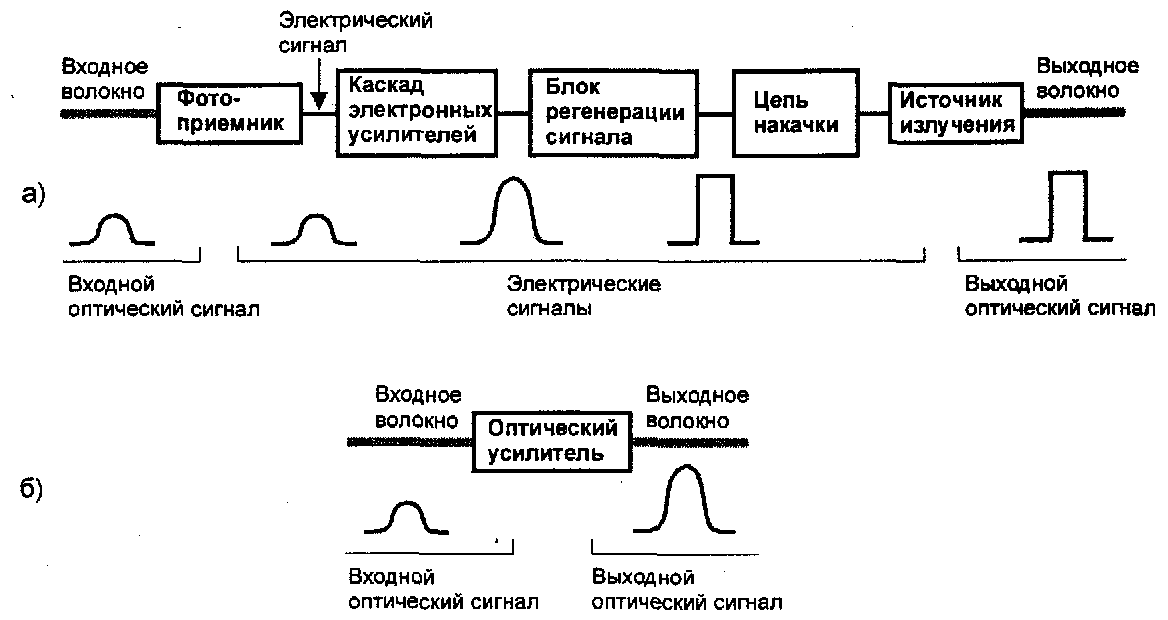 Электрический
сигнал
Входное
волокно
Фото-
приемник
Каскад
электронных
усилителей
Блок
регенерации
сигнала
Цепь
накачки
Источник
излучения
Выходное
волокно
а)
Входной
оптический сигнал
Электрические
сигналы
Выходной
оптический сигнал
Входное
волокно
Оптический
усилитель
Выходное
волокно
б)
Входной
оптический сигнал
Выходной
оптический сигнал